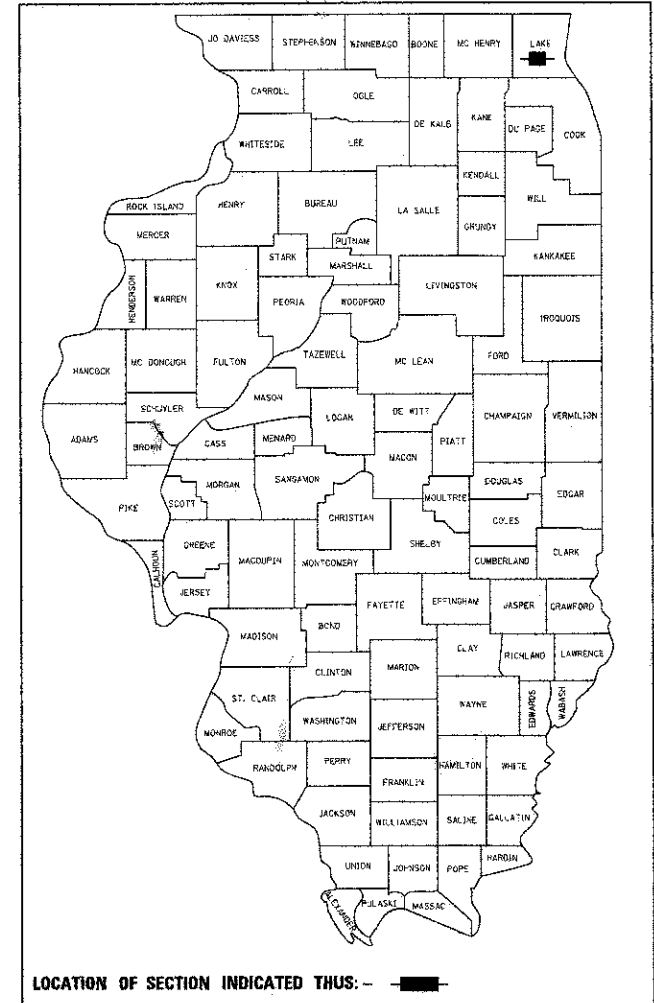 JO DAVIESS STEPHENSON WINNEBAGO BOONE MC HENRY LAKE
CARROLL OGLE DE KALB KANE DU PAGE COOK
WHITESIDE LEE
KENDALL
ROCK ISLAND HENRY BUREAU LA SALLE GRUNDY WILL
MERCER PUTNAM
STARK MARSHALL KANKAKEE
HENDERSON WARREN KNOX PEORIA WOODFORD LIVINGSTON IROQUOIS
HANCOCK MC DONOUGH FULTON TAZEWELL MC LEAN FORD
MASON
SCHUYLER LOGAN DE WITT CHAMPAIGN VERMILION
ADAMS BROWN CASS MENARD MACON PIATT
PIKE SCOTT MORGAN SANGAMON MOULTRIE DOUGLAS EDGAR
CHRISTIAN COLES
CALHOUN GREENE MACOUPIN MONTGOMERY SHELBY CUMBERLAND CLARK
JERSEY FAYETTE EFFINGHAM JASPER CRAWFORD
MADISON BOND
CLAY RICHLAND LAWRENCE
CLINTON MARION
ST. CLAIR WAYNE EDWARDS WABASH
MONROE WASHINGTON JEFFERSON
RANDOLPH PERRY HAMILTON WHITE
FRANKLIN
JACKSON WILLIAMSON SALINE GALLATIN
UNION JOHNSON POPE HARDIN
ALEXANDER PULASKI MASSAC
LOCATION OF SECTION INDICATED THUS: -